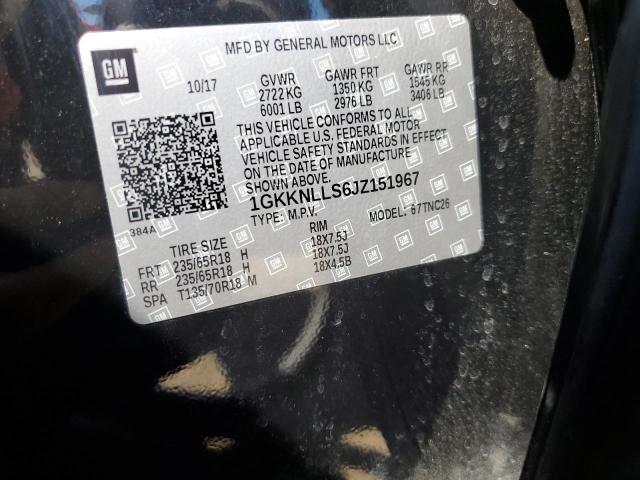 MFD BY GENERAL MOTORS LLC
GM
10/17
GVWR GAWR FRT GAWR RR
2722 KG 1350 KG 1545 KG
6001 LB 2976 LB 3406 LB
THIS VEHICLE CONFORMS TO ALL
APPLICABLE U.S. FEDERAL MOTOR
VEHICLE SAFETY STANDARDS IN EFFECT
ON THE DATE OF MANUFACTURE
SHOWN ABOVE.
1GKKNLLS6JZ151967
384A
TYPE: M.P.V. MODEL: 67TNC26
TIRE SIZE RIM
FRT 235/65R18 H 18X7.5J
RR 235/65R18 H 18X7.5J
SPA T135/70R18 M 18X4.5B